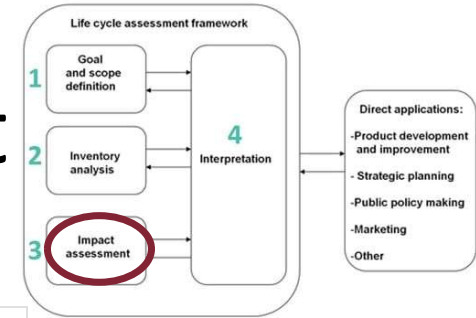 Life cycle assessment framework
1
Goal
and scope
definition
2
Inventory
analysis
3
Impact
assessment
4
Interpretation
Direct applications:
-Product development
and improvement
- Strategic planning
-Public policy making
-Marketing
-Other